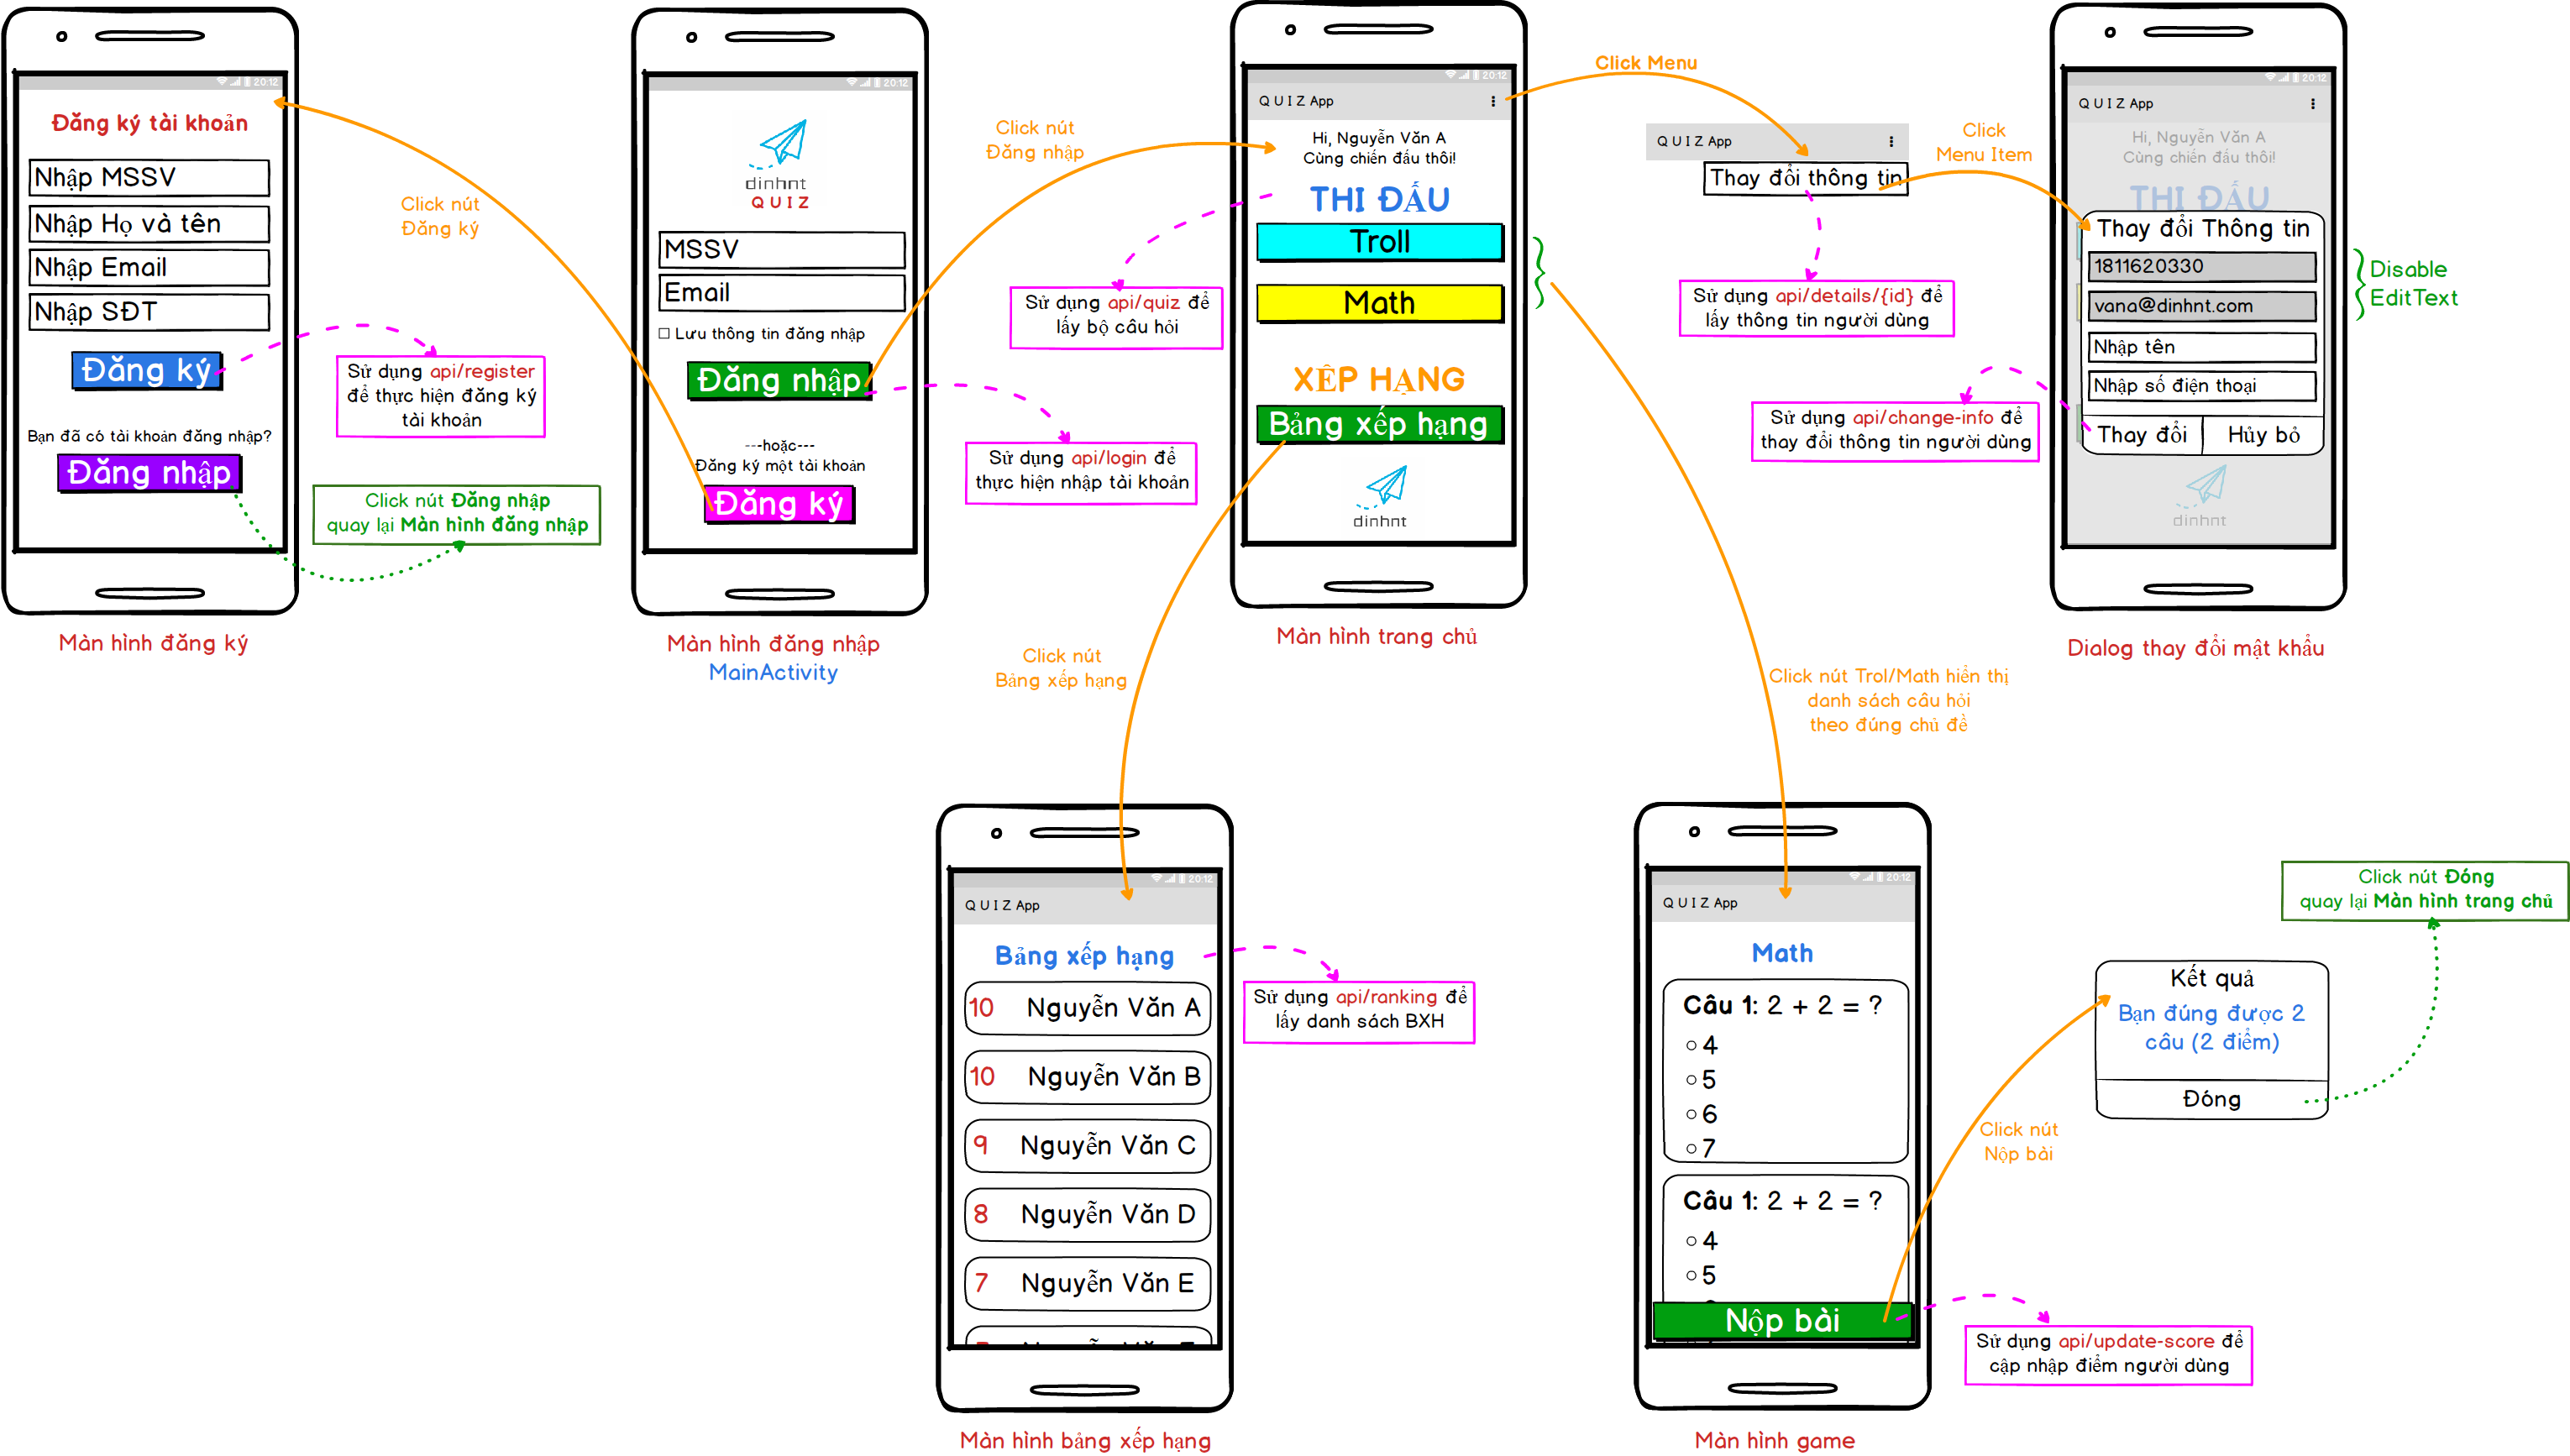 20:12
Đăng ký tài khoản
Nhập MSSV
Nhập Họ và tên
Nhập Email
Nhập SĐT
Đăng ký
Bạn đã có tài khoản đăng nhập?
Đăng nhập
Màn hình đăng ký
Sử dụng api/register
để thực hiện đăng ký
tài khoản
Click nút Đăng nhập
quay lại Màn hình đăng nhập
Click nút
Đăng ký
20:12
dinhnt
QUIZ
MSSV
Email
Lưu thông tin đăng nhập
Đăng nhập
---hoặc---
Đăng ký một tài khoản
Đăng ký
Màn hình đăng nhập
MainActivity
Click nút
Đăng nhập
Sử dụng api/login để
thực hiện nhập tài khoản
Sử dụng api/quiz để
lấy bộ câu hỏi
20:12
Q U I Z App
Hi, Nguyễn Văn A
Cùng chiến đấu thôi!
THI ĐẤU
Troll
Math
XẾP HẠNG
Bảng xếp hạng
dinhnt
Màn hình trang chủ
Click Menu
Q U I Z App
Thay đổi thông tin
Click
Menu Item
Sử dụng api/details/{id} để
lấy thông tin người dùng
Sử dụng api/change-info để
thay đổi thông tin người dùng
20:12
Q U I Z App
Hi, Nguyễn Văn A
Cùng chiến đấu thôi!
THI ĐẤU
Thay đổi Thông tin
1811620330
vana@dinhnt.com
Nhập tên
Nhập số điện thoại
Thay đổi
Hủy bỏ
dinhnt
Disable
EditText
Dialog thay đổi mật khẩu
Click nút
Bảng xếp hạng
Click nút Trol/Math hiển thị
danh sách câu hỏi
theo đúng chủ đề
20:12
Q U I Z App
Bảng xếp hạng
10 Nguyễn Văn A
10 Nguyễn Văn B
9 Nguyễn Văn C
8 Nguyễn Văn D
7 Nguyễn Văn E
Màn hình bảng xếp hạng
Sử dụng api/ranking để
lấy danh sách BXH
20:12
Q U I Z App
Math
Câu 1: 2 + 2 = ?
4
5
6
7
Câu 1: 2 + 2 = ?
4
5
Nộp bài
Màn hình game
Click nút
Nộp bài
Sử dụng api/update-score để
cập nhập điểm người dùng
Kết quả
Bạn đúng được 2
câu (2 điểm)
Đóng
Click nút Đóng
quay lại Màn hình trang chủ